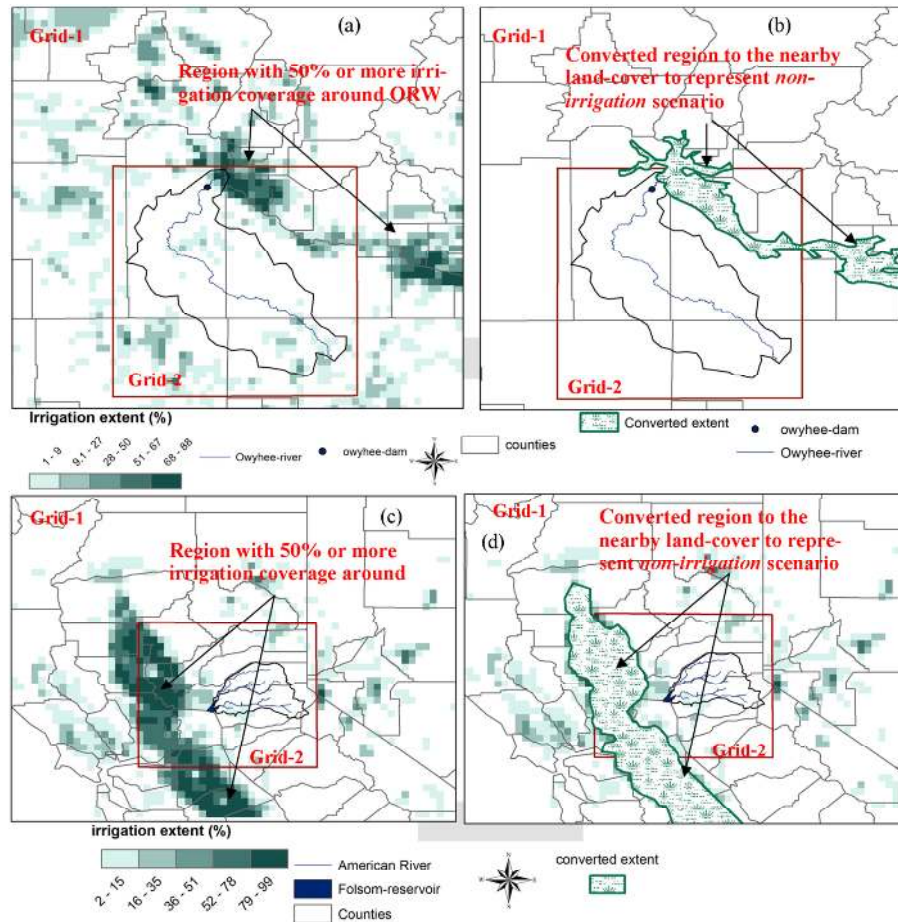 Grid-1
(a)
Region with 50% or more irri-
gation coverage around ORW
Grid-2
Grid-1
(b)
Converted region to the nearby
land-cover to represent non-
irrigation scenario
Grid-2
Irrigation extent (%)
1 - 9
9.1 - 27
28 - 50
51 - 67
68 - 88
Owyhee-river
owyhee-dam
counties
Converted extent
owyhee-dam
Owyhee-river
Grid-1
(c)
Region with 50% or more
irrigation coverage around
Grid-2
Grid-1
(d)
Converted region to the
nearby land-cover to repre-
sent non-irrigation scenario
Grid-2
irrigation extent (%)
2 - 15
16 - 35
36 - 51
52 - 78
79 - 99
American River
Folsom-reservoir
Counties
converted extent